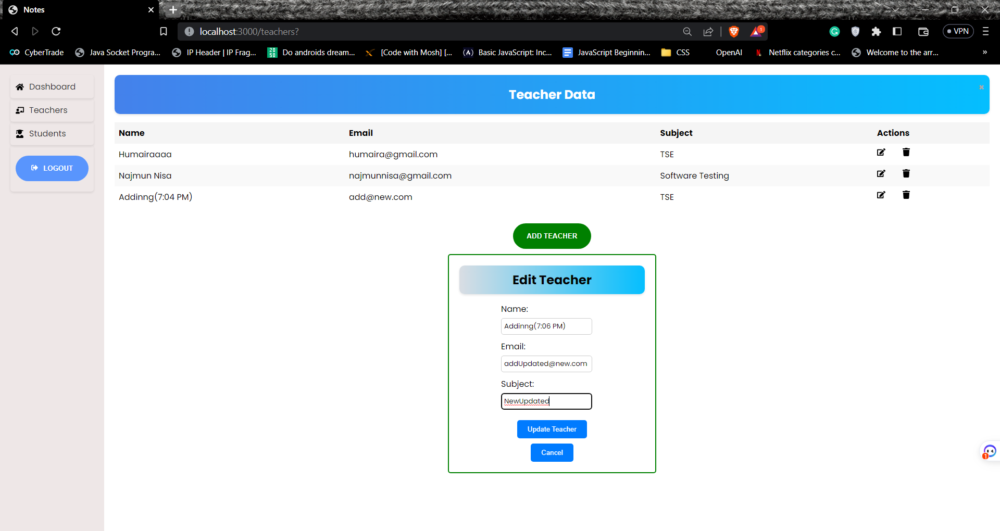 Notes
localhost:3000/teachers?
1
VPN
CyberTrade
Java Socket Progra...
IP Header | IP Frag...
20 50
Do androids dream...
[Code with Mosh] [...
(A)
Basic JavaScript: Inc...
JavaScript Beginnin...
CSS
OpenAI
N
Netflix categories c...
Welcome to the arr...
»
Dashboard
Teachers
Students
LOGOUT
Teacher Data
Name Email Subject Actions
Humairaaaa humaira@gmail.com TSE
Najmun Nisa najmunnisa@gmail.com Software Testing
Addinng(7:04 PM) add@new.com TSE
ADD TEACHER
Edit Teacher
Name:
Addinng(7:06 PM)
Email:
addUpdated@new.com
Subject:
NewUpdated
Update Teacher
Cancel
1